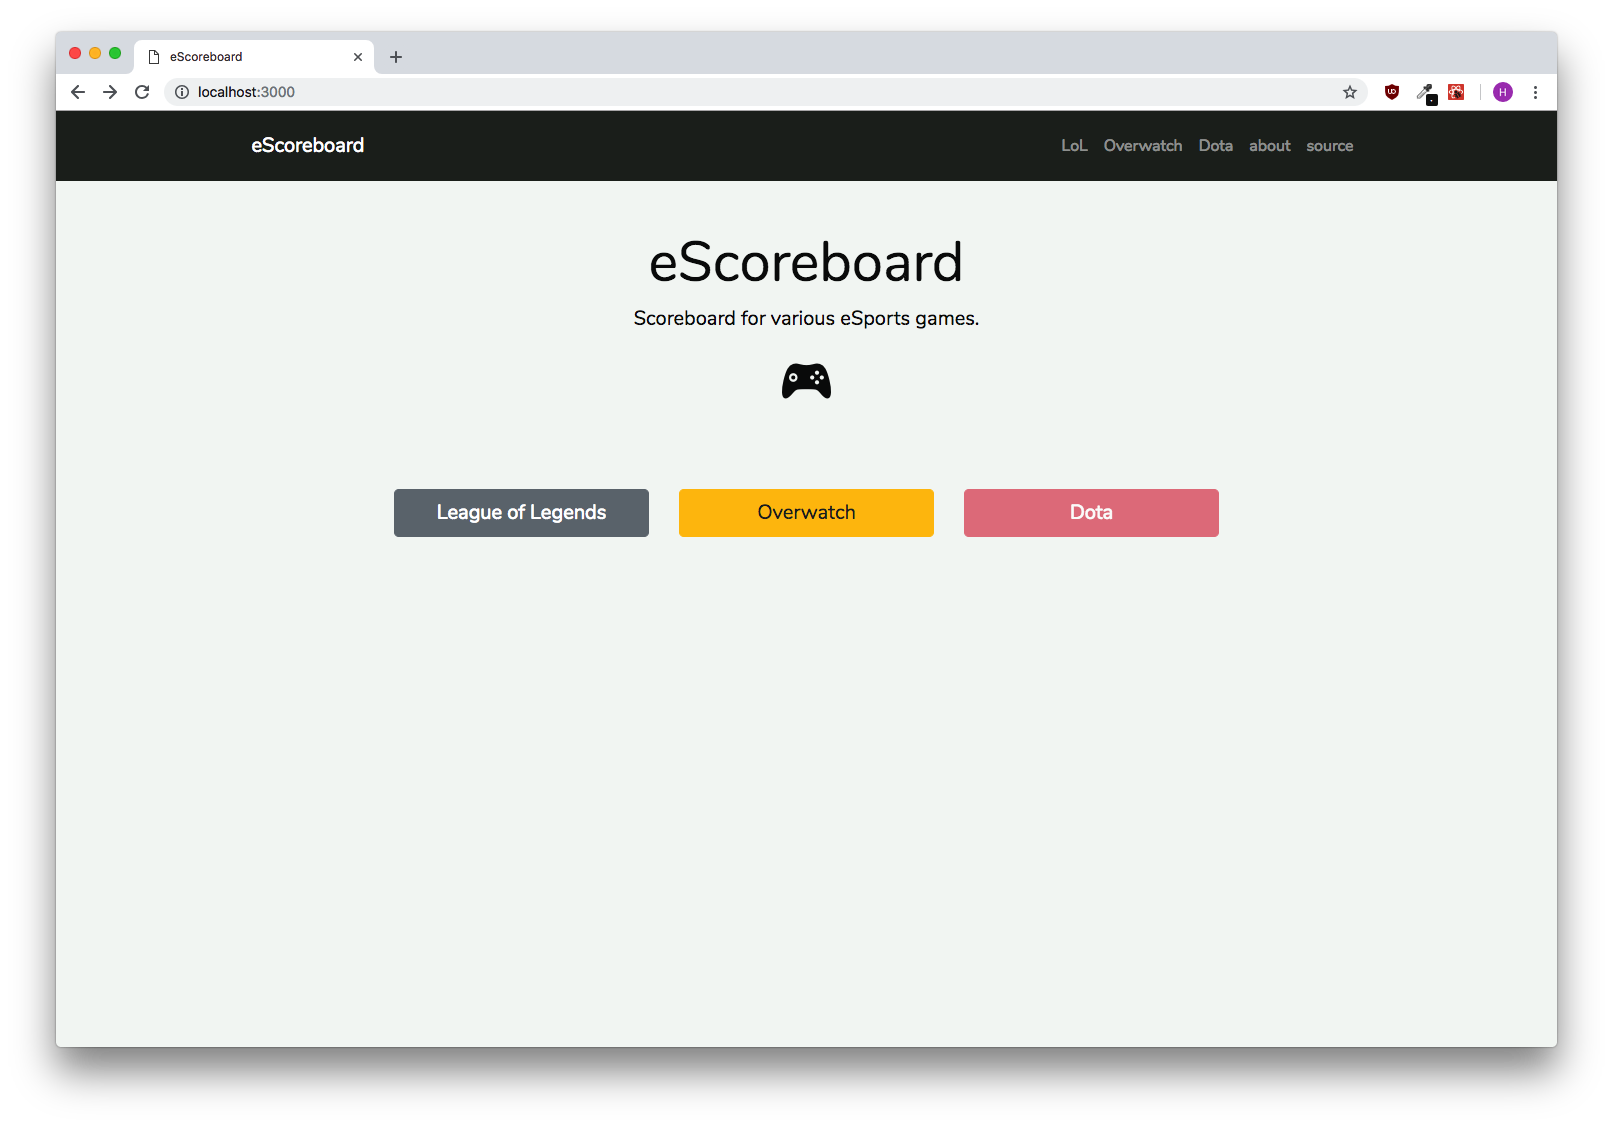 eScoreboard
localhost:3000
H
eScoreboard
LoL Overwatch Dota about source
eScoreboard
Scoreboard for various eSports games.
League of Legends Overwatch Dota